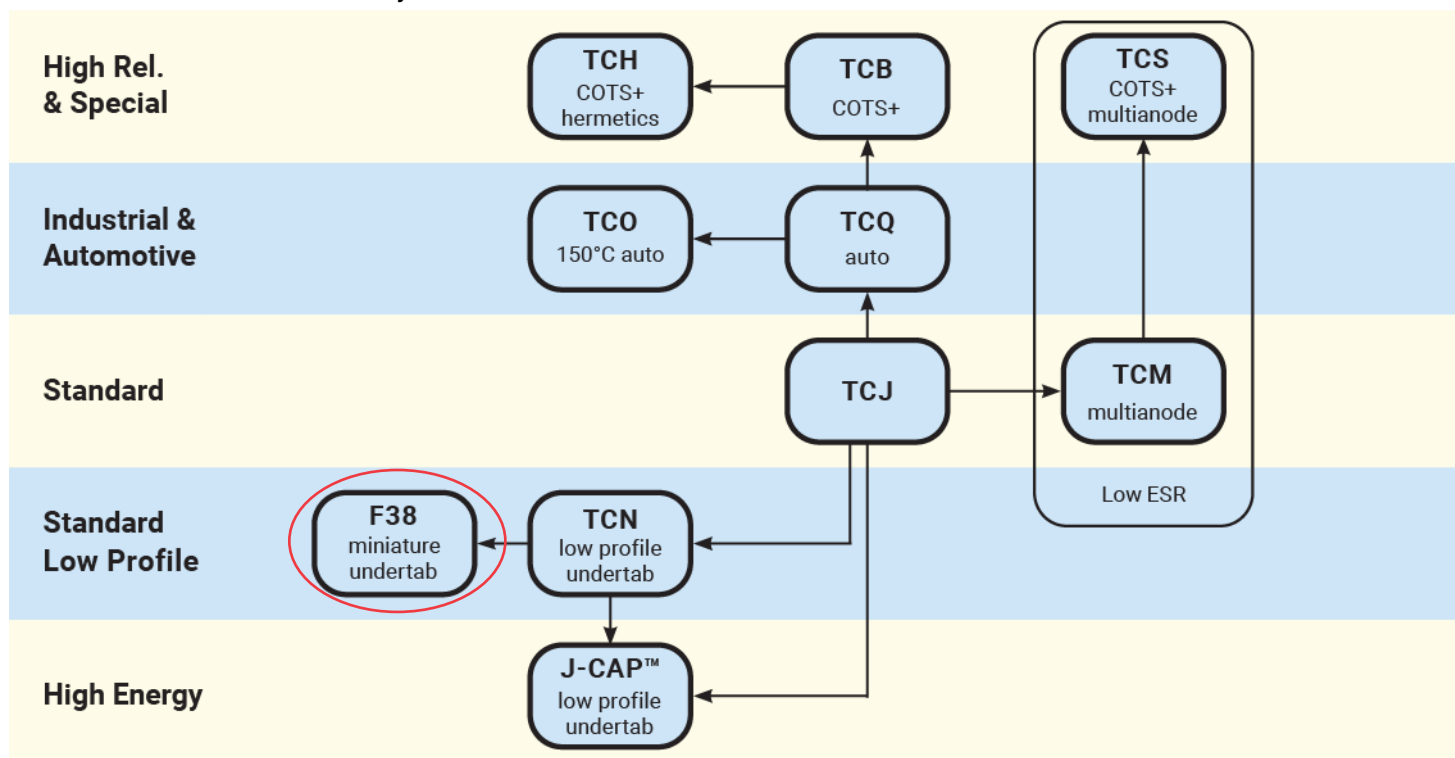 High Rel.
& Special
TCH
COTS+
hermetics
TCB
COTS+
TCS
COTS+
multianode
Industrial &
Automotive
TCO
150°C auto
TCQ
auto
Standard
TCJ
TCM
multianode
Low ESR
Standard
Low Profile
F38
miniature
undertab
TCN
low profile
undertab
High Energy
J-CAP™
low profile
undertab